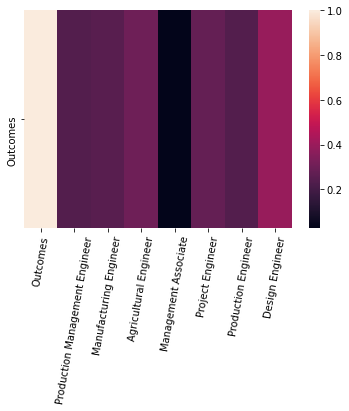 1.0
0.8
0.6
0.4
0.2
Outcomes
Outcomes
Production Management Engineer
Manufacturing Engineer
Agricultural Engineer
Management Associate
Project Engineer
Production Engineer
Design Engineer